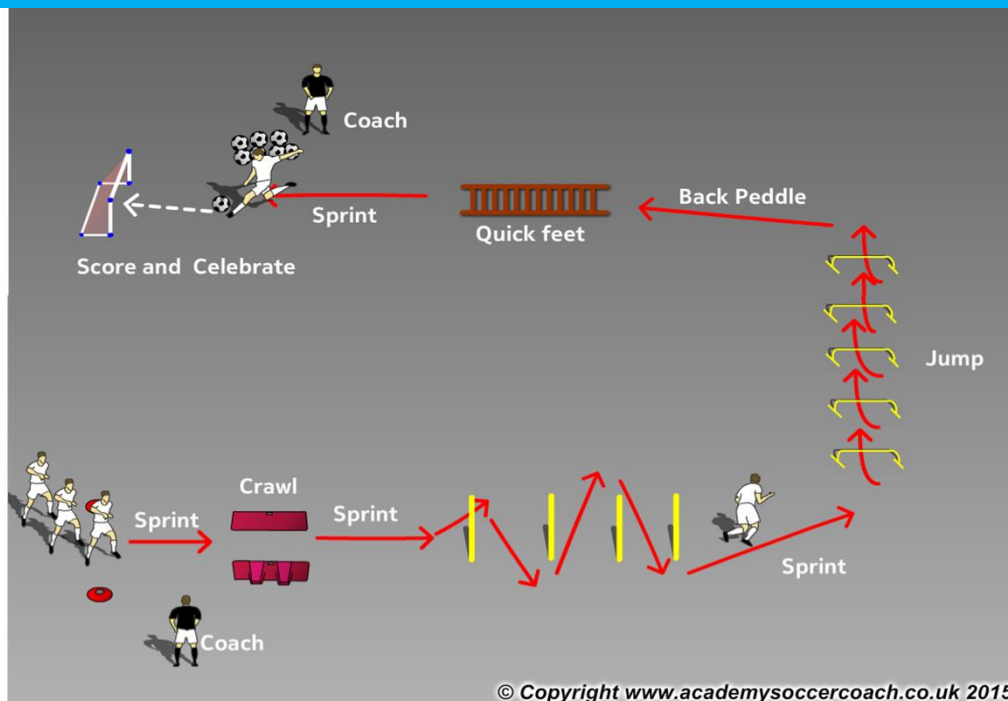 Coach
Back Peddle
Sprint
Quick feet
Score and Celebrate
Jump
Crawl
Sprint
Sprint
Sprint
Coach
© Copyright www.academysoccercoach.co.uk 2015